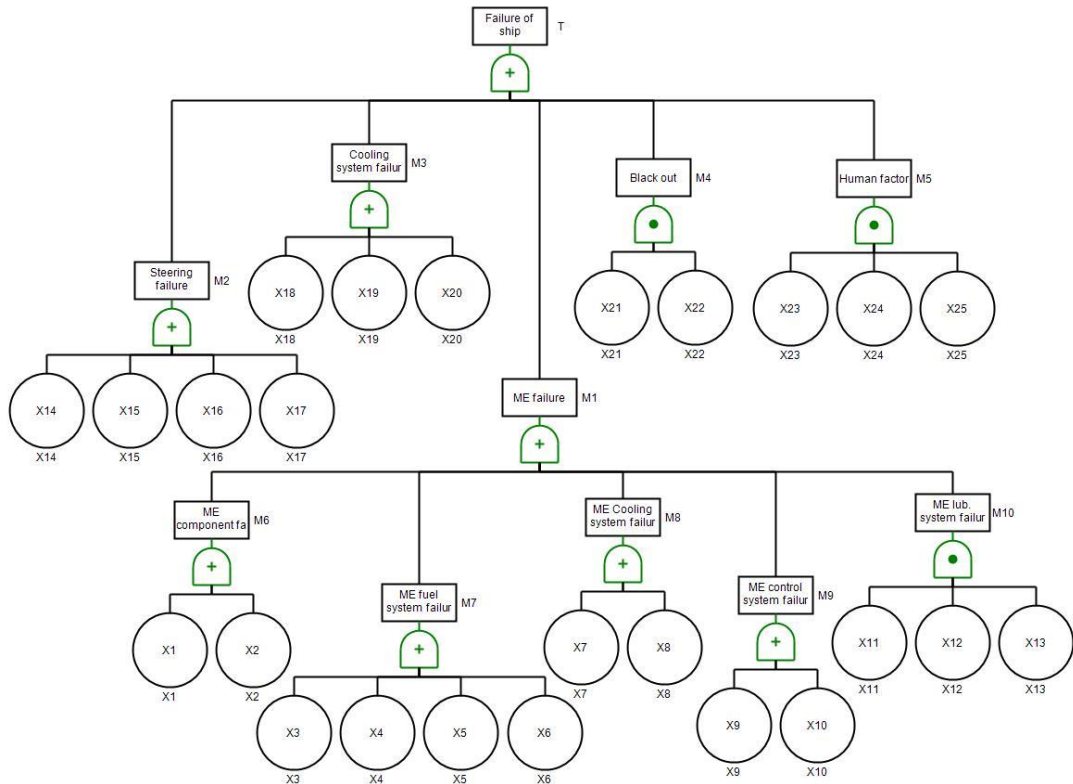 Failure of
ship
T
+
Cooling
system failur
M3
+
Black out
M4
Human factor
M5
Steering
failure
M2
+
X18
X19
X20
X18
X19
X20
X21
X22
X21
X22
X23
X24
X25
X23
X24
X25
X14
X15
X16
X17
X14
X15
X16
X17
ME failure
M1
+
ME
component fa
M6
+
ME fuel
system failur
M7
+
ME Cooling
system failur
M8
+
ME control
system failur
M9
+
ME lub.
system failur
M10
X1
X2
X1
X2
X3
X4
X5
X6
X3
X4
X5
X6
X7
X8
X7
X8
X9
X10
X9
X10
X11
X12
X13
X11
X12
X13